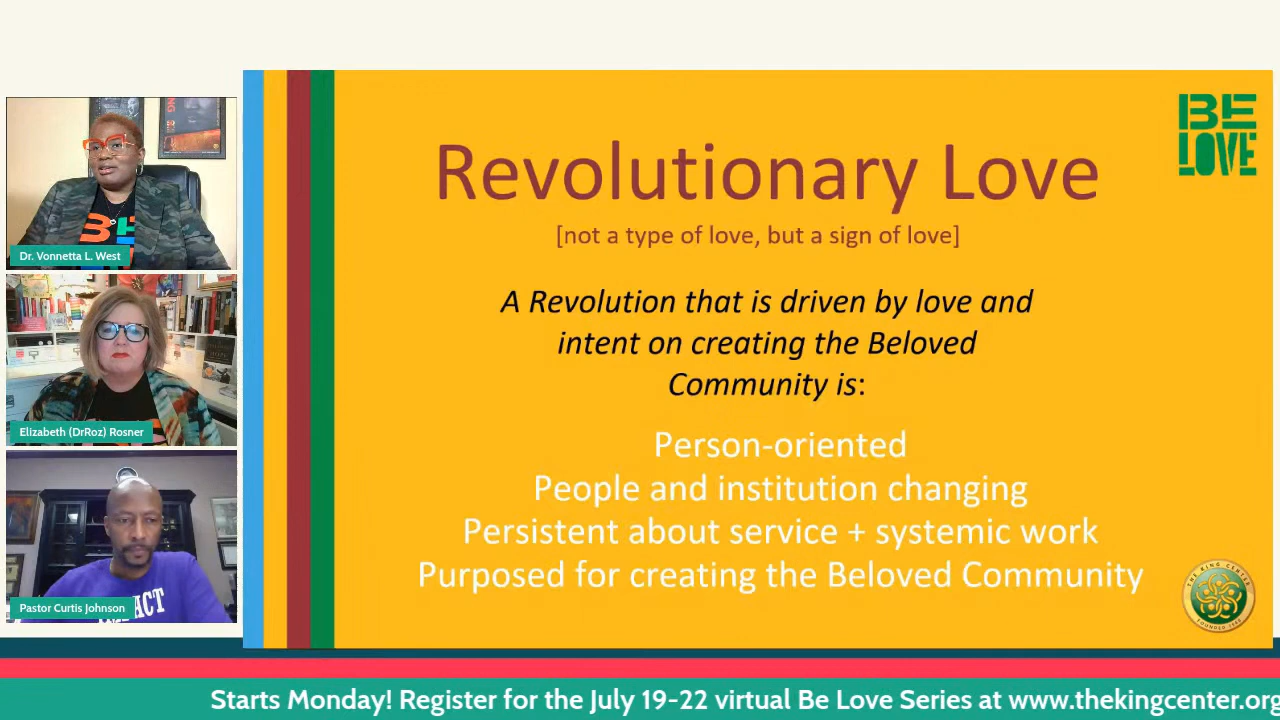 Dr. Vonnetta L. West
Elizabeth (DrRoz) Rosner
Pastor Curtis Johnson
BE
LOVE
Revolutionary Love
[not a type of love, but a sign of love]
A Revolution that is driven by love and
intent on creating the Beloved
Community is:
Person-oriented
People and institution changing
Persistent about service + systemic work
Purposed for creating the Beloved Community
THE KING CENTER
Starts Monday! Register for the July 19-22 virtual Be Love Series at www.thekingcenter.org